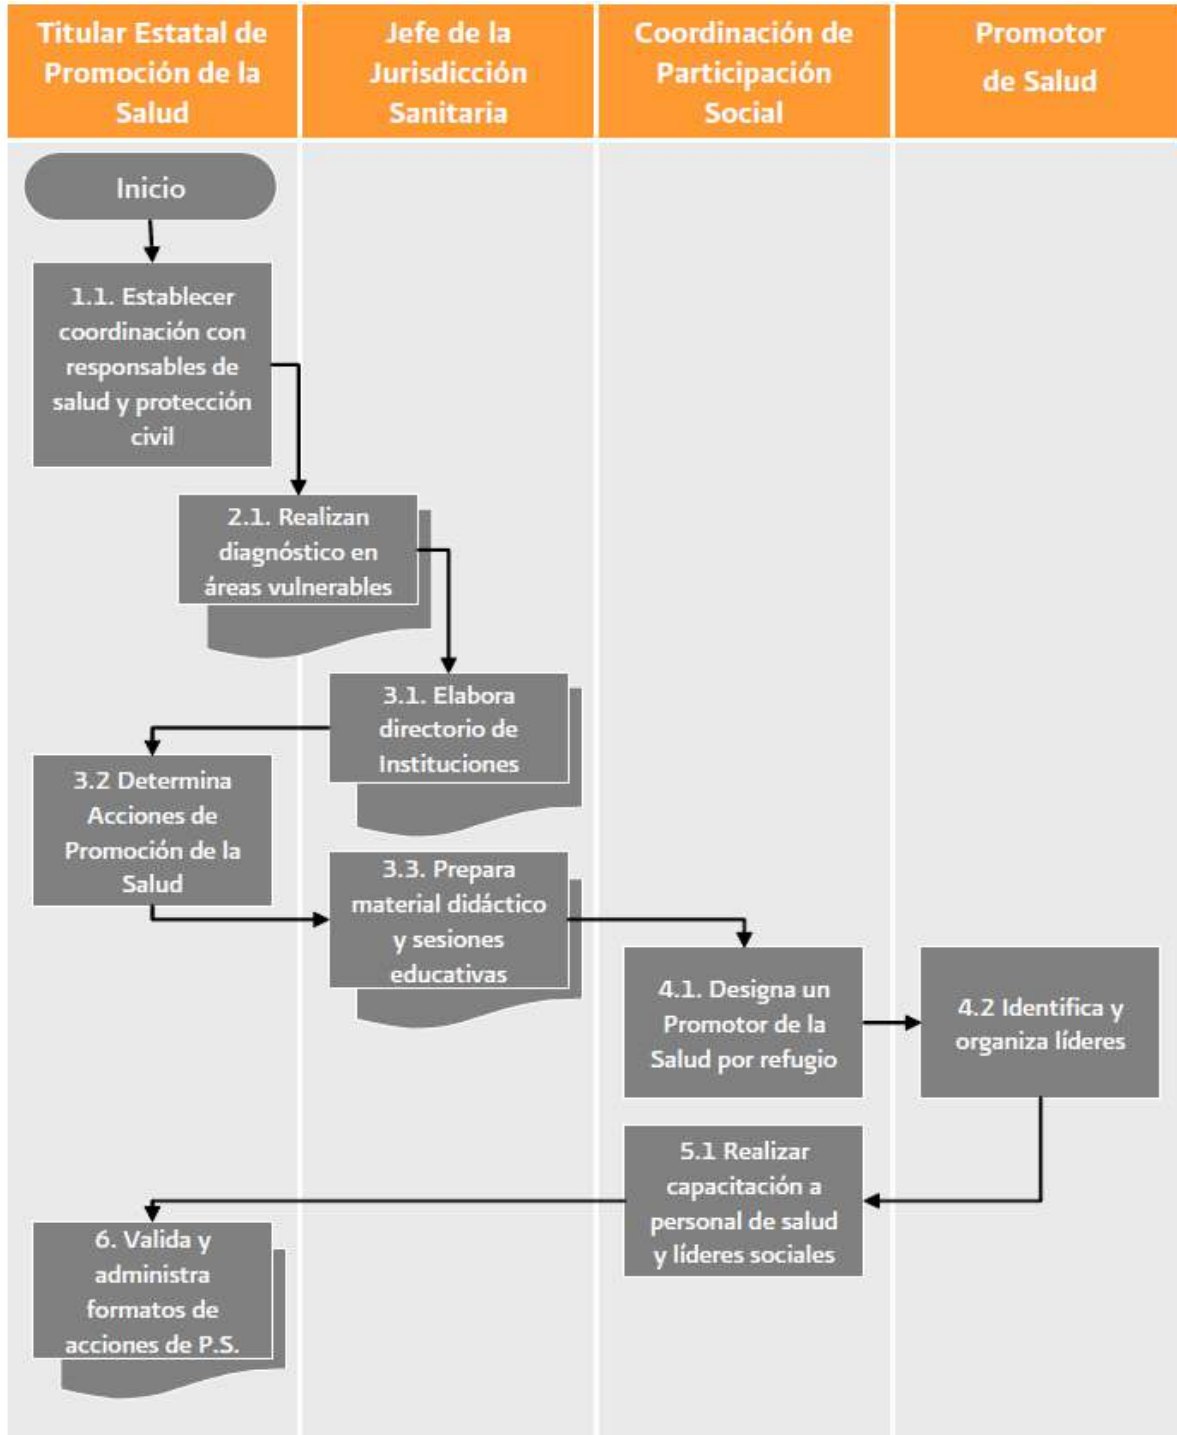 Titular Estatal de
Promoción de la
Salud
Jefe de la
Jurisdicción
Sanitaria
Coordinación de
Participación
Social
Promotor
de Salud
Inicio
1.1. Establecer
coordinación con
responsables de
salud y protección
civil
2.1. Realizan
diagnóstico en
áreas vulnerables
3.1. Elabora
directorio de
Instituciones
3.2 Determina
Acciones de
Promoción de la
Salud
3.3. Prepara
material didáctico
y sesiones
educativas
4.1. Designa un
Promotor de la
Salud por refugio
4.2 Identifica y
organiza líderes
5.1 Realizar
capacitación a
personal de salud
y líderes sociales
6. Valida y
administra
formatos de
acciones de P.S.